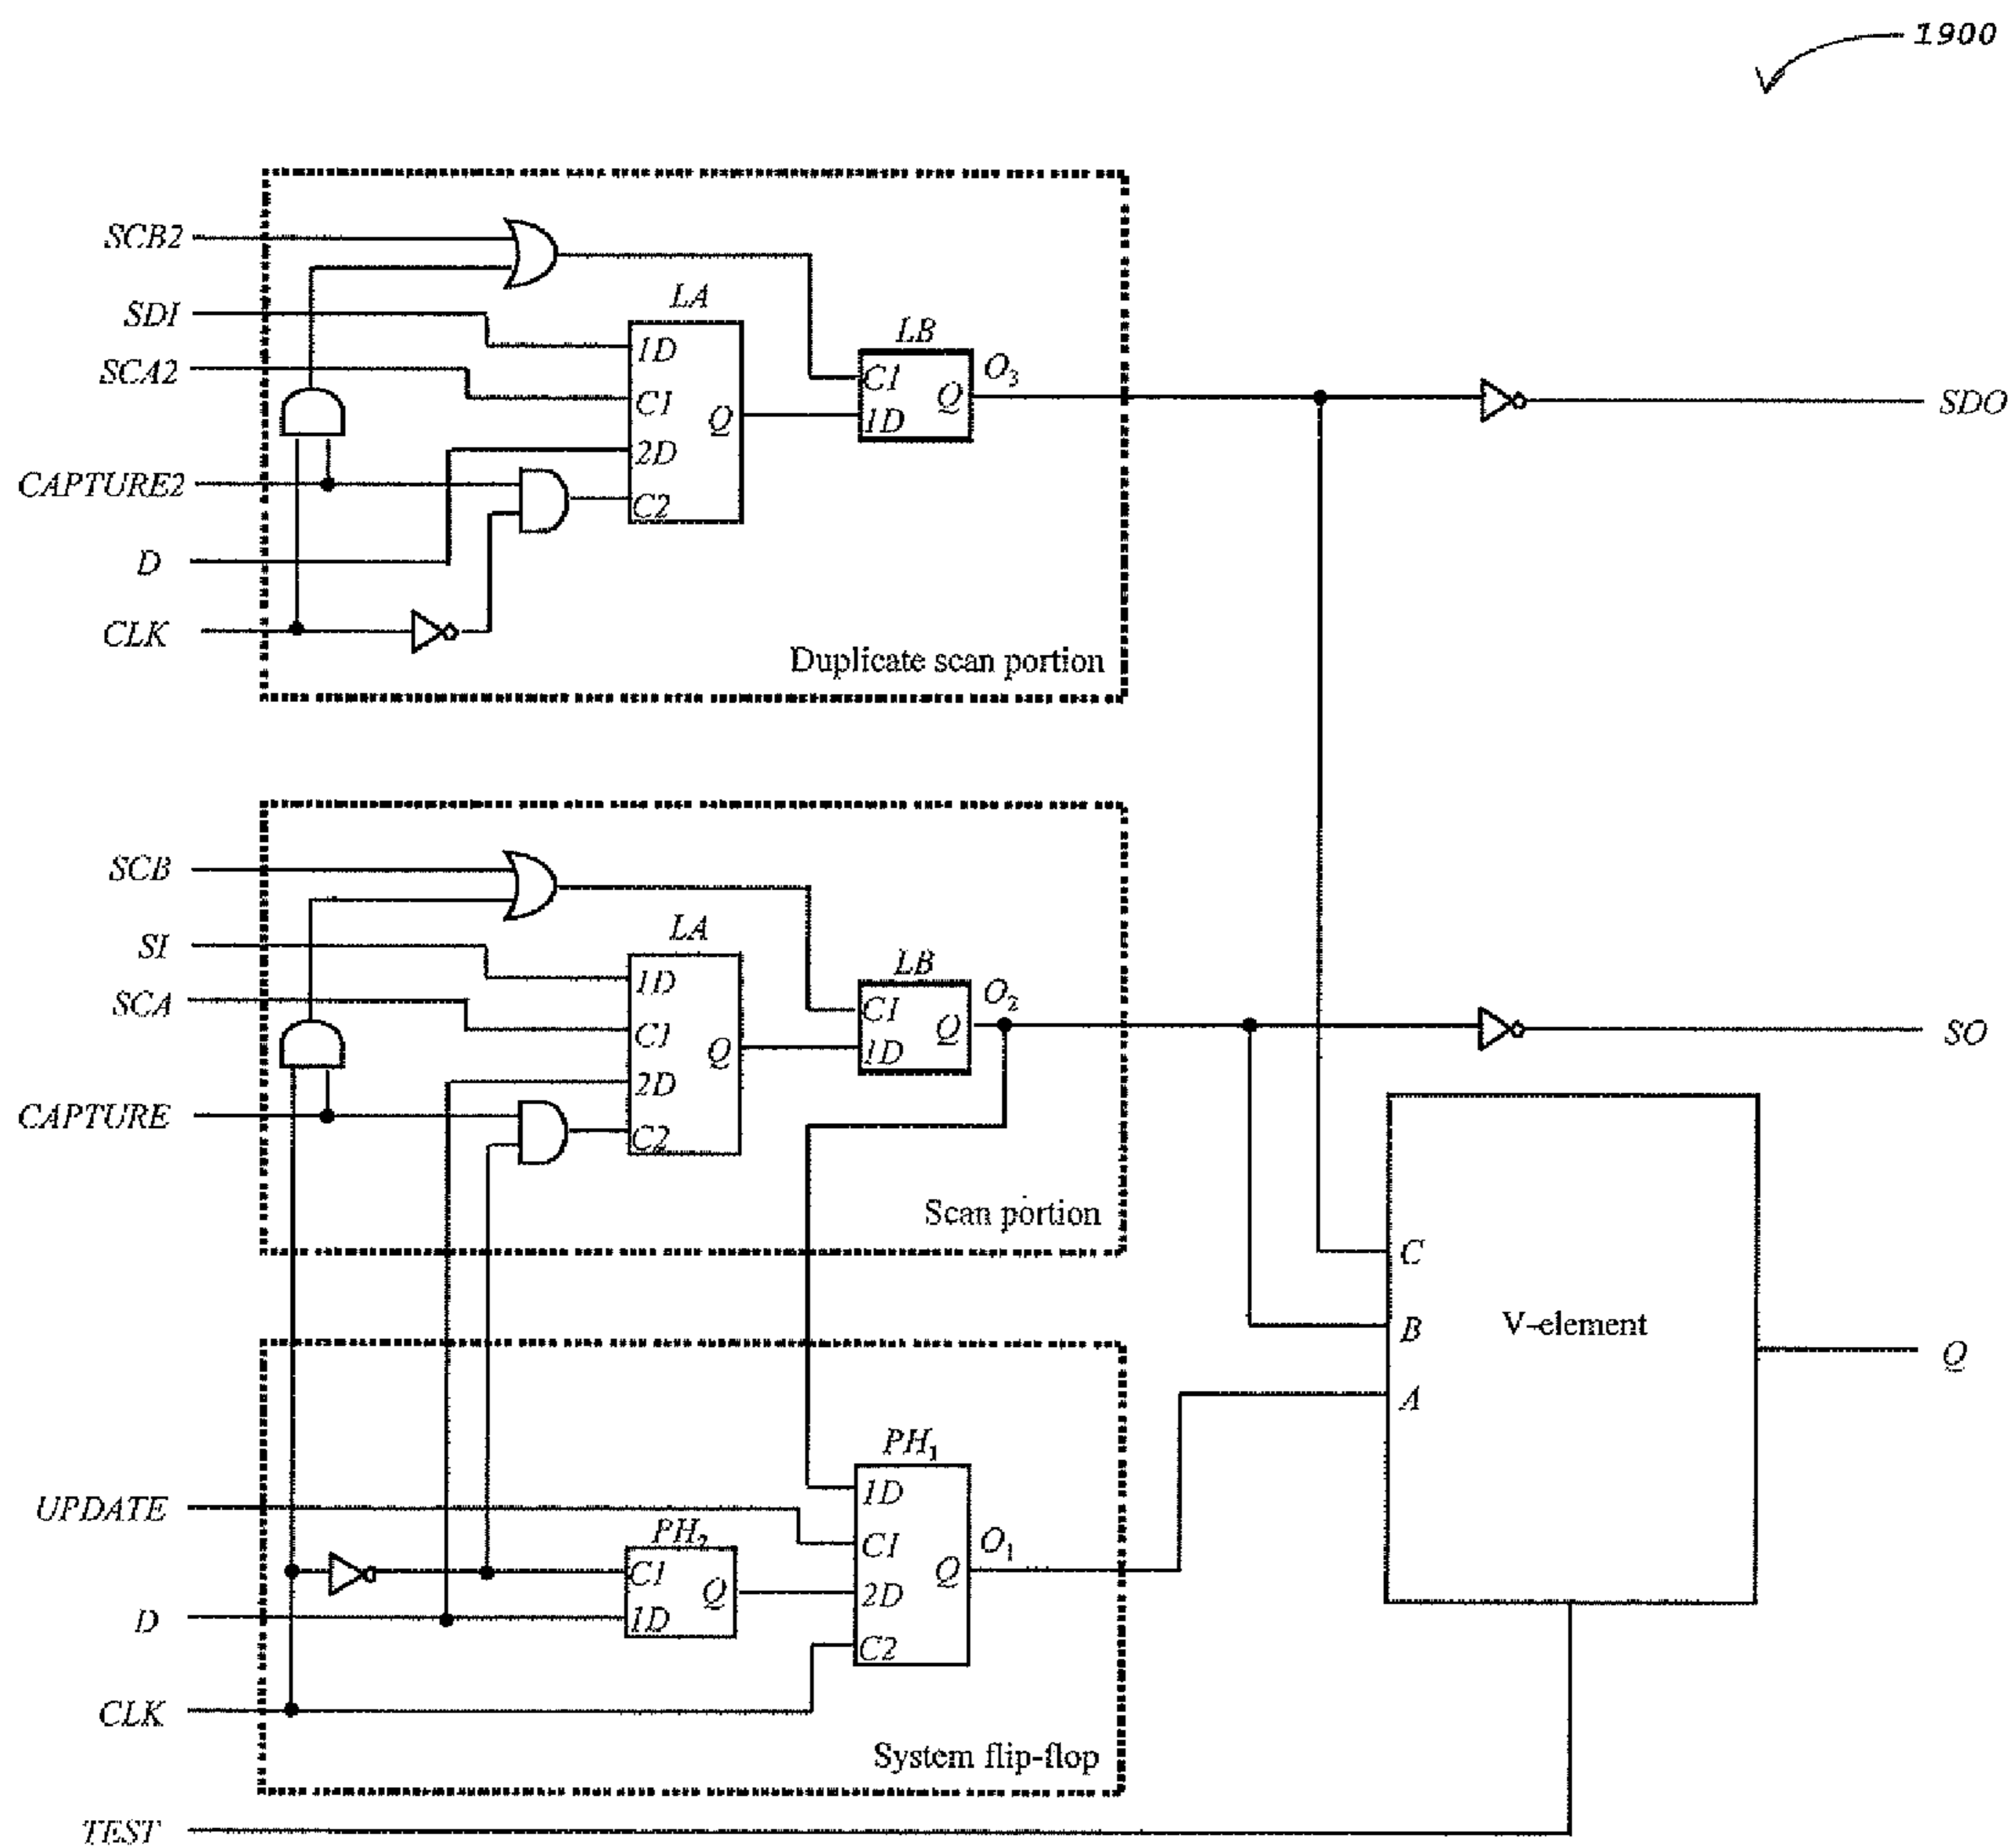 1900
SCB2
SDI
SCA2
CAPTURE2
D
CLK
LA
1D
C1
2D
C2
Q
LB
C1
1D
Q
O3
SDO
Duplicate scan portion
SCB
SI
SCA
CAPTURE
LA
1D
C1
2D
C2
Q
LB
C1
1D
Q
O2
SO
Scan portion
C
B
A
V-element
Q
UPDATE
D
CLK
PH2
C1
1D
Q
PH1
1D
C1
2D
C2
Q
O1
System flip-flop
TEST